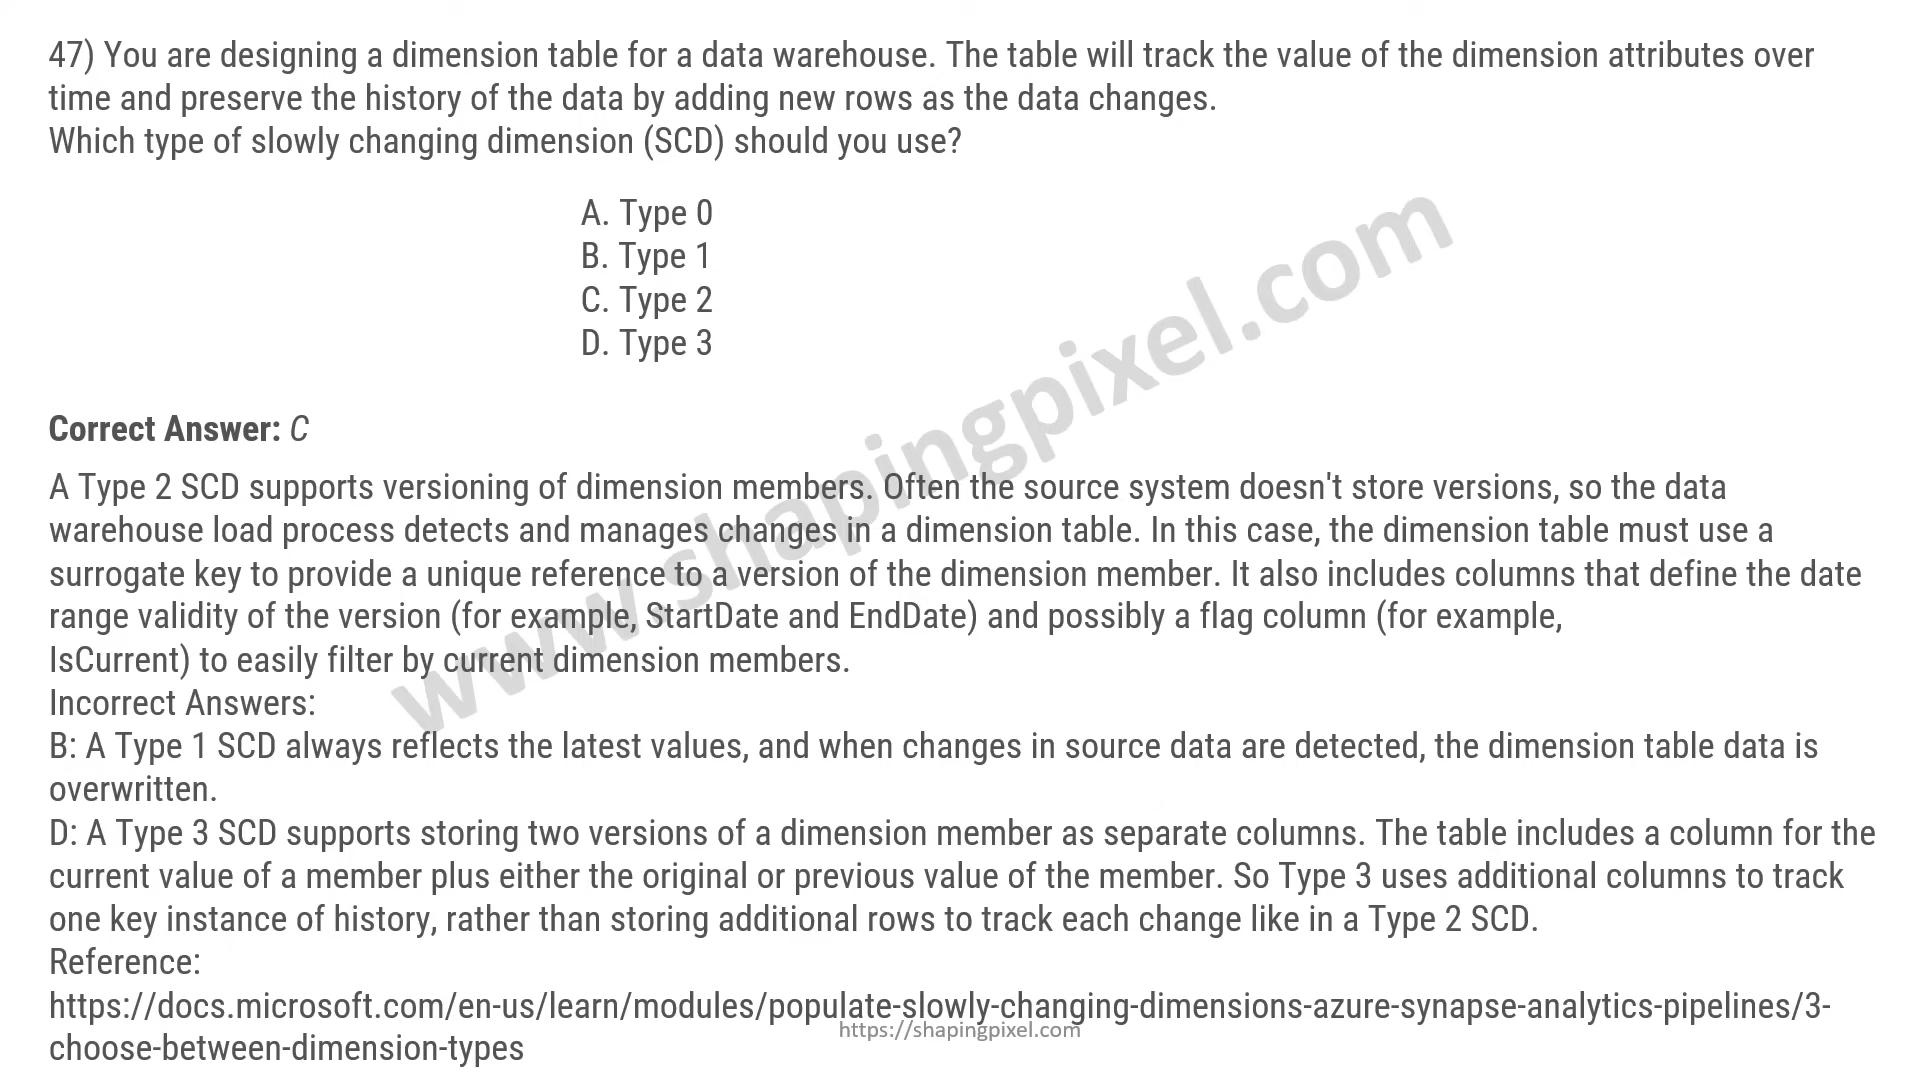 47) You are designing a dimension table for a data warehouse. The table will track the value of the dimension attributes over
time and preserve the history of the data by adding new rows as the data changes.
Which type of slowly changing dimension (SCD) should you use?
A. Type 0
B. Type 1
C. Type 2
D. Type 3
www.shapingpixel.com
Correct Answer: C
A Type 2 SCD supports versioning of dimension members. Often the source system doesn't store versions, so the data
warehouse load process detects and manages changes in a dimension table. In this case, the dimension table must use a
surrogate key to provide a unique reference to a version of the dimension member. It also includes columns that define the date
range validity of the version (for example, StartDate and EndDate) and possibly a flag column (for example,
IsCurrent) to easily filter by current dimension members.
Incorrect Answers:
B: A Type 1 SCD always reflects the latest values, and when changes in source data are detected, the dimension table data is
overwritten.
D: A Type 3 SCD supports storing two versions of a dimension member as separate columns. The table includes a column for the
current value of a member plus either the original or previous value of the member. So Type 3 uses additional columns to track
one key instance of history, rather than storing additional rows to track each change like in a Type 2 SCD.
Reference:
https://docs.microsoft.com/en-us/learn/modules/populate-slowly-changing-dimensions-azure-synapse-analytics-pipelines/3-
https://shapingpixel.com
choose-between-dimension-types